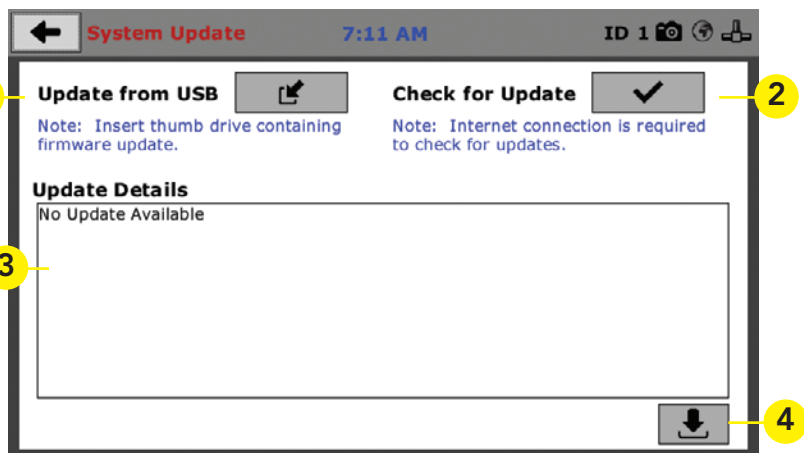 System Update 7:11 AM ID 1
Update from USB Check for Update 2
Note: Insert thumb drive containing
firmware update.
Note: Internet connection is required
to check for updates.
Update Details
No Update Available
3
4